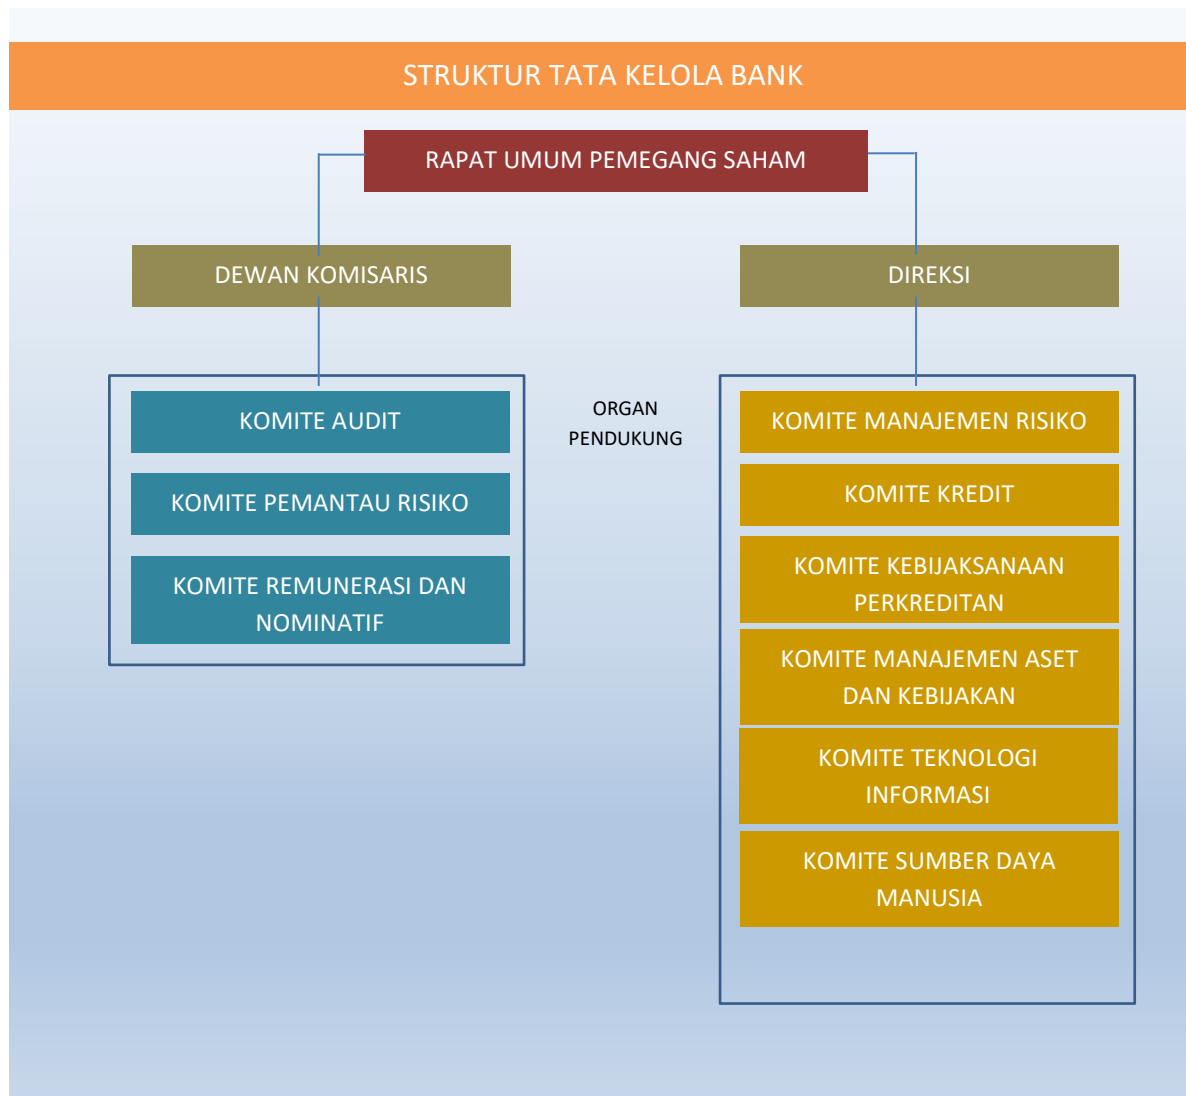 STRUKTUR TATA KELOLA BANK
RAPAT UMUM PEMEGANG SAHAM
DEWAN KOMISARIS
DIREKSI
KOMITE AUDIT
KOMITE PEMANTAU RISIKO
KOMITE REMUNERASI DAN
NOMINATIF
ORGAN
PENDUKUNG
KOMITE MANAJEMEN RISIKO
KOMITE KREDIT
KOMITE KEBIJAKSANAAN
PERKREDITAN
KOMITE MANAJEMEN ASET
DAN KEBIJAKAN
KOMITE TEKNOLOGI
INFORMASI
KOMITE SUMBER DAYA
MANUSIA